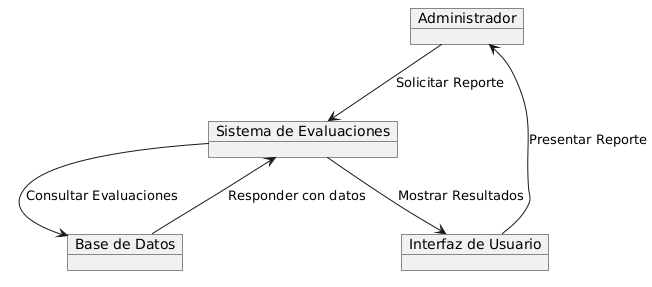 Administrador
Solicitar Reporte
Sistema de Evaluaciones
Presentar Reporte
Consultar Evaluaciones
Responder con datos
Mostrar Resultados
Base de Datos
Interfaz de Usuario